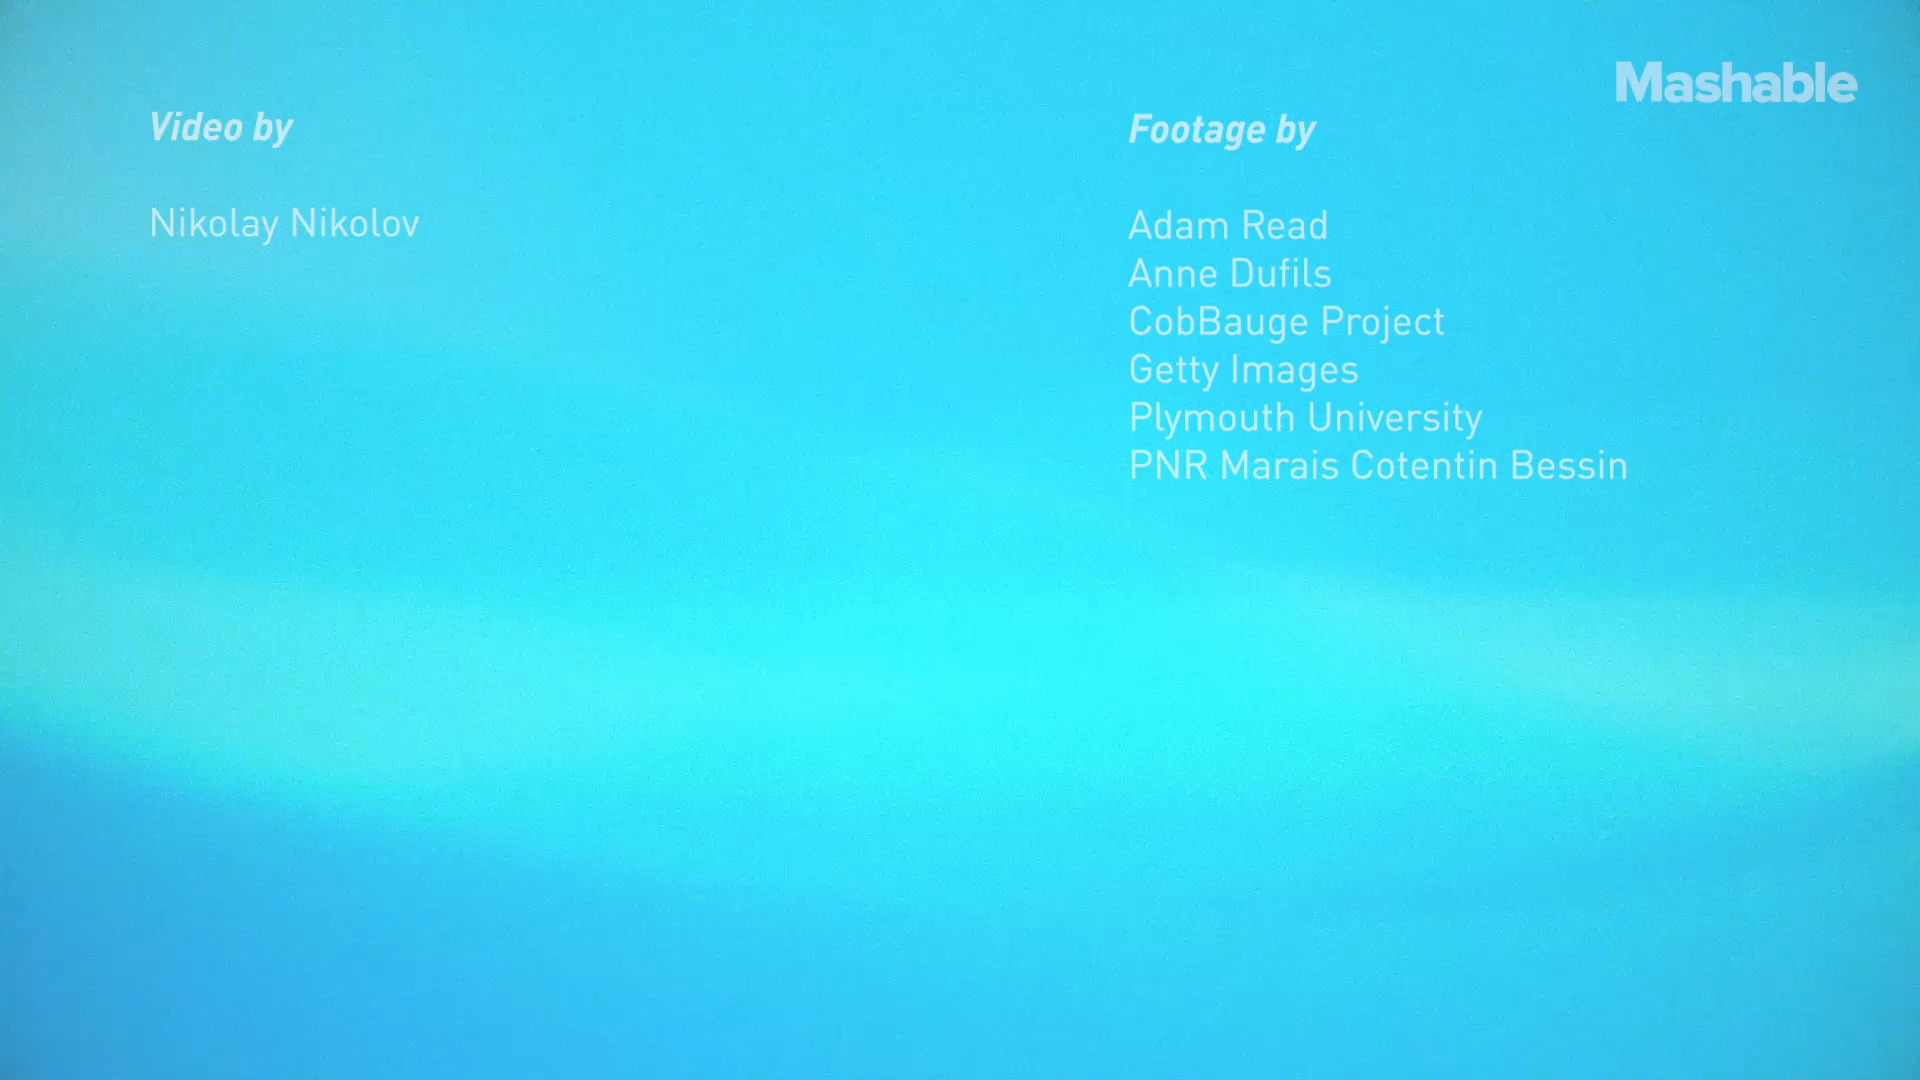 Mashable
Video by
Nikolay Nikolov
Footage by
Adam Read
Anne Dufils
CobBauge Project
Getty Images
Plymouth University
PNR Marais Cotentin Bessin